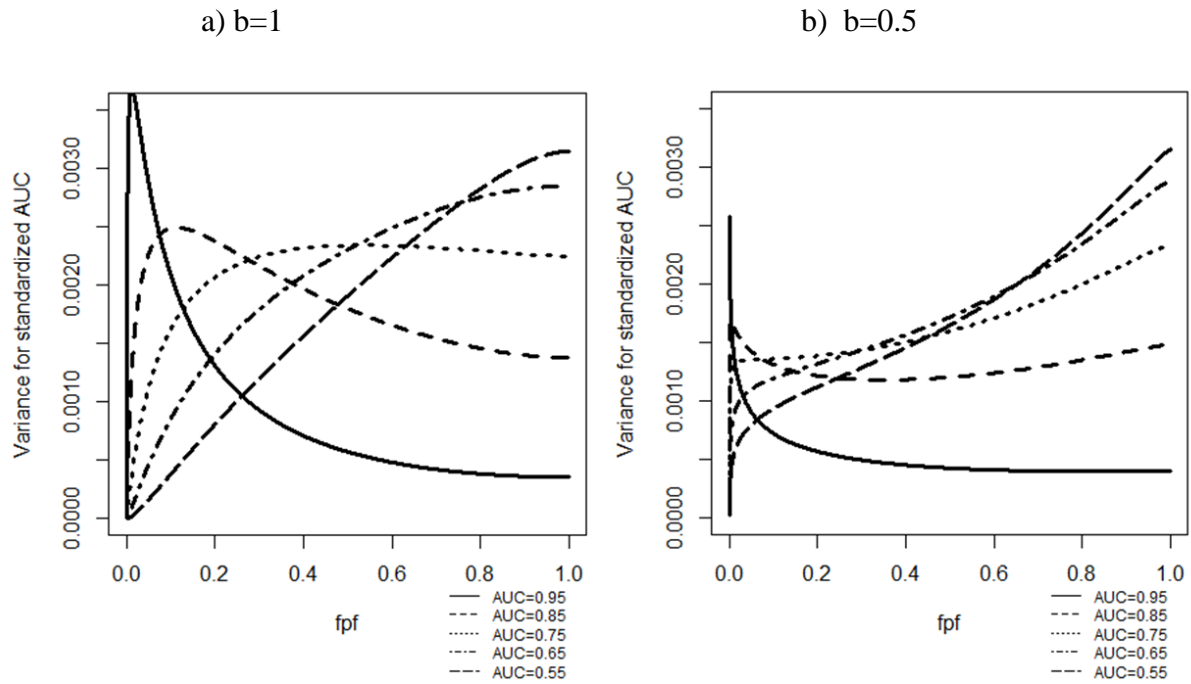 a) b=1
b) b=0.5
Variance for standardized AUC
0.0000
0.0010
0.0020
0.0030
0.0 0.2 0.4 0.6 0.8 1.0
fpf
AUC=0.95
AUC=0.85
AUC=0.75
AUC=0.65
AUC=0.55
Variance for standardized AUC
0.0000
0.0010
0.0020
0.0030
0.0 0.2 0.4 0.6 0.8 1.0
fpf
AUC=0.95
AUC=0.85
AUC=0.75
AUC=0.65
AUC=0.55